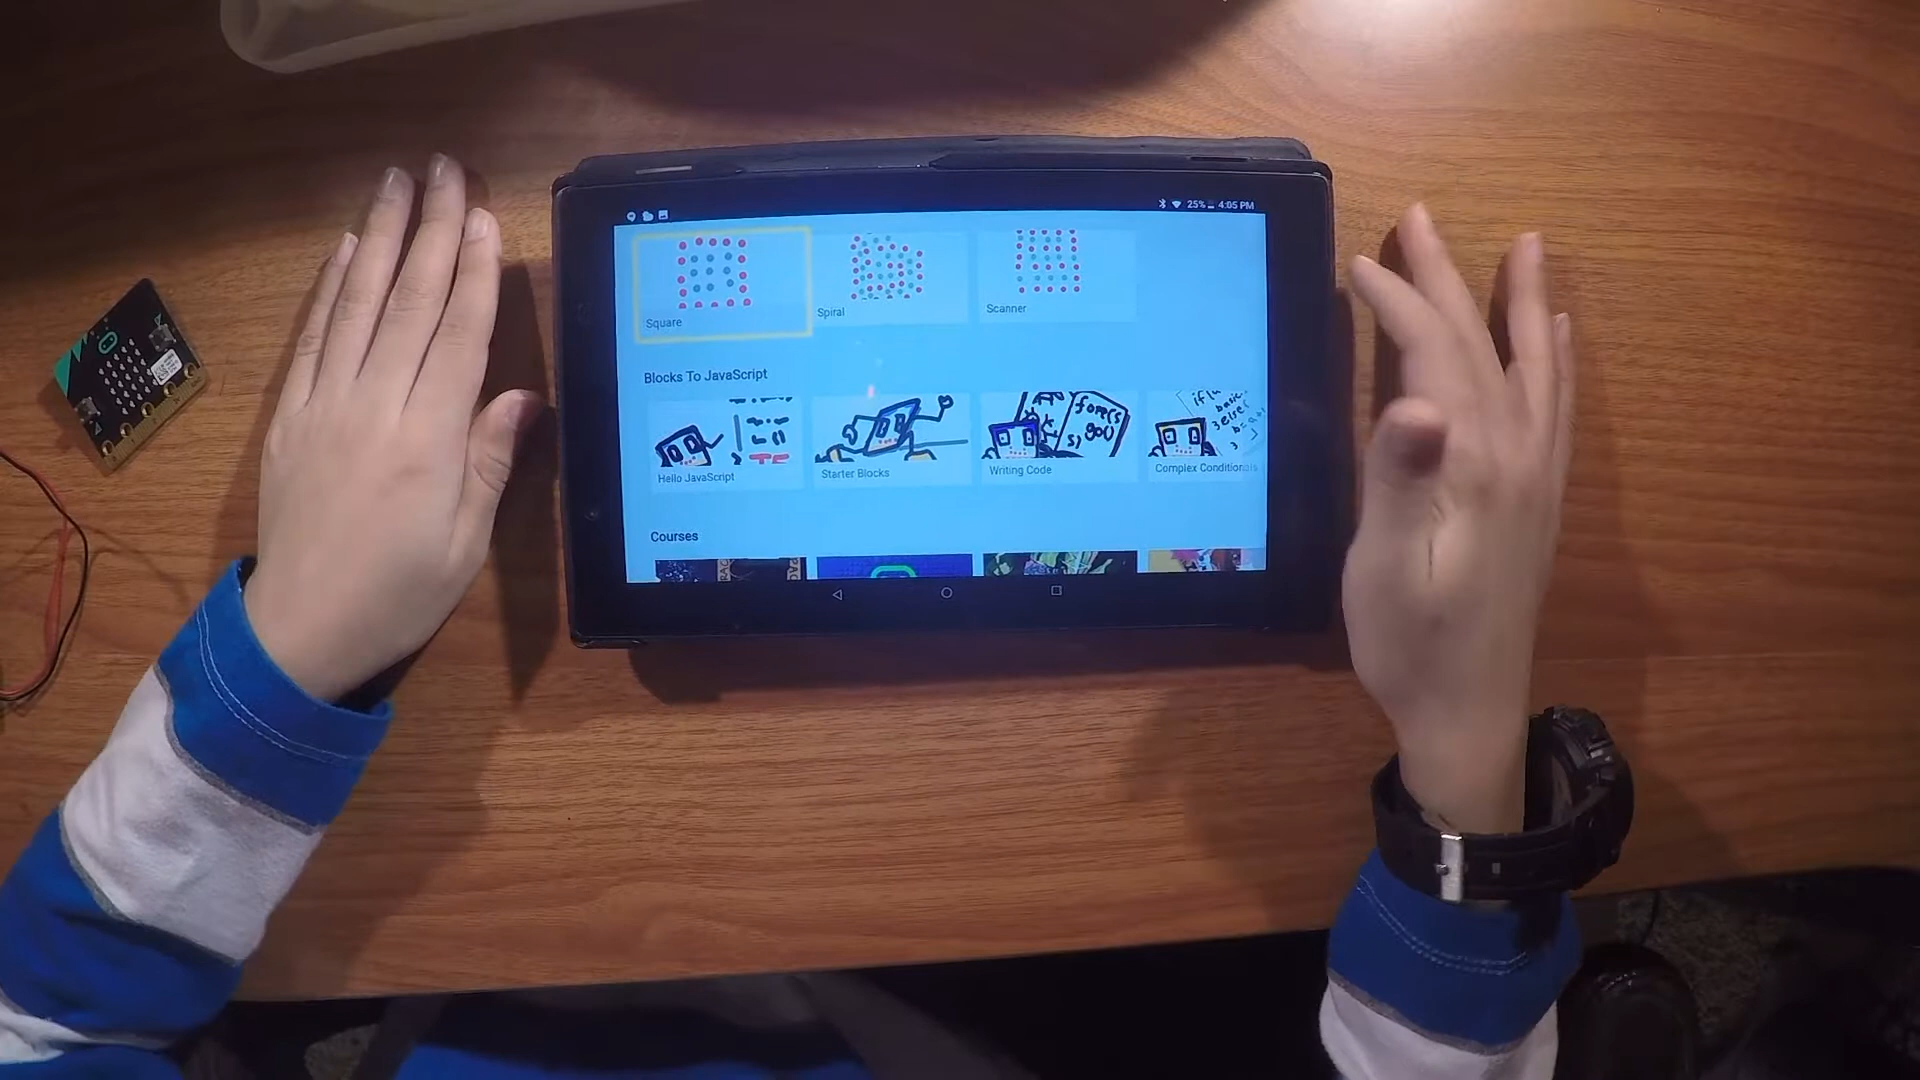 25% 4:05 PM
Square
Spiral
Scanner
Blocks To JavaScript
Hello JavaScript
Starter Blocks
Writing Code
Complex Conditionals
Courses